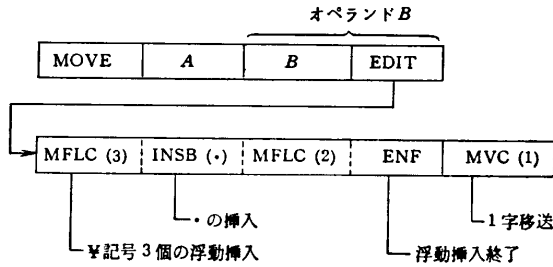 オペランドB
MOVE A B EDIT
MFLC (3) INSB (・) MFLC (2) ENF MVC (1)
・の挿入
1字移送
¥記号3個の浮動挿入
浮動挿入終了